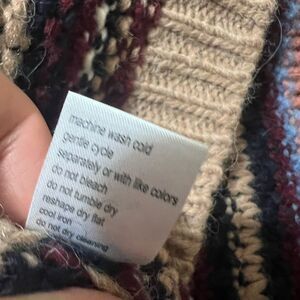 machine wash cold
gentle cycle
separately or with like colors
do not bleach
do not tumble dry
reshape dry flat
cool iron
do not dry cleaning